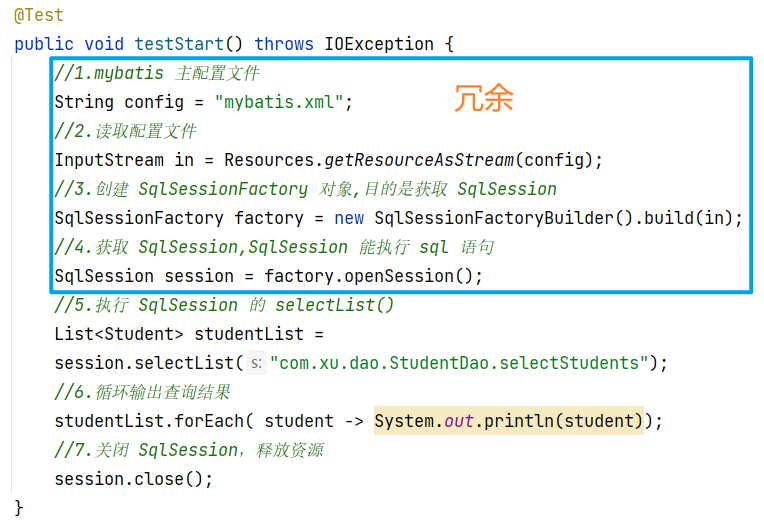 @Test
public void testStart() throws IOException {
//1.mybatis 主配置文件
String config = "mybatis.xml";
冗余
//2.读取配置文件
InputStream in = Resources.getResourceAsStream(config);
//3.创建 SqlSessionFactory 对象,目的是获取 SqlSession
SqlSessionFactory factory = new SqlSessionFactoryBuilder().build(in);
//4.获取 SqlSession,SqlSession 能执行 sql 语句
SqlSession session = factory.openSession();
//5.执行 SqlSession 的 selectList()
List<Student> studentList =
session.selectList( s: "com.xu.dao.StudentDao.selectStudents");
//6.循环输出查询结果
studentList.forEach( student -> System.out.println(student));
//7.关闭 SqlSession，释放资源
session.close();
}